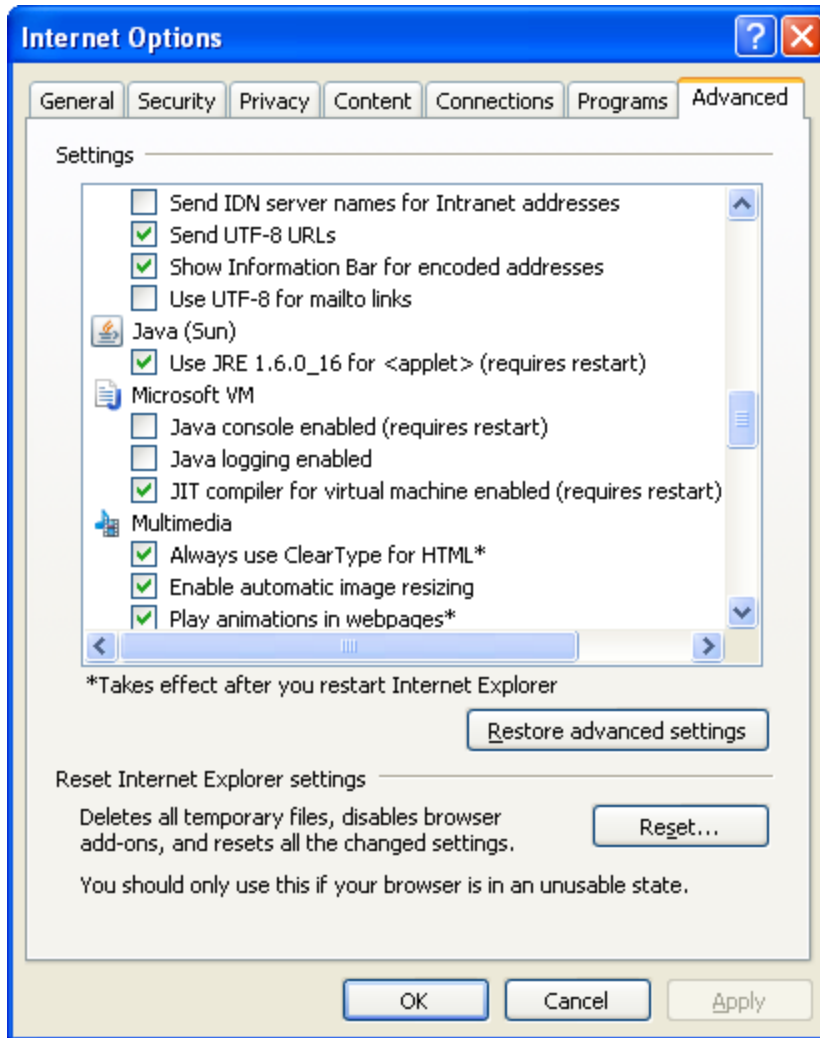 Internet Options
General Security Privacy Content Connections Programs Advanced
Settings
Send IDN server names for Intranet addresses
Send UTF-8 URLs
Show Information Bar for encoded addresses
Use UTF-8 for mailto links
Java (Sun)
Use JRE 1.6.0_16 for <applet> (requires restart)
Microsoft VM
Java console enabled (requires restart)
Java logging enabled
JIT compiler for virtual machine enabled (requires restart)
Multimedia
Always use ClearType for HTML*
Enable automatic image resizing
Play animations in webpages*
*Takes effect after you restart Internet Explorer
Restore advanced settings
Reset Internet Explorer settings
Deletes all temporary files, disables browser
add-ons, and resets all the changed settings.
Reset...
You should only use this if your browser is in an unusable state.
OK Cancel Apply